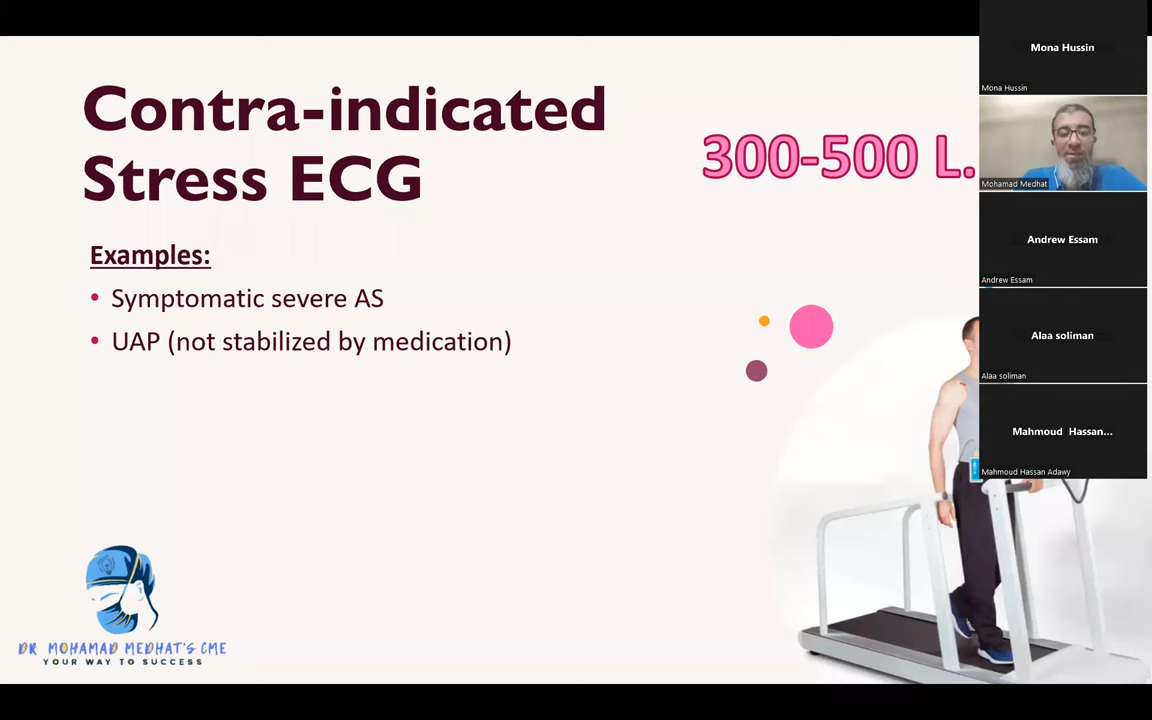 Contra-indicated
Stress ECG
300-500 L.
Examples:
• Symptomatic severe AS
• UAP (not stabilized by medication)
DR MOHAMAD MEDHAT'S CME
YOUR WAY TO SUCCESS
Mona Hussin
Mona Hussin
Mohamad Medhat
Andrew Essam
Andrew Essam
Alaa soliman
Alaa soliman
Mahmoud Hassan...
Mahmoud Hassan Adawy